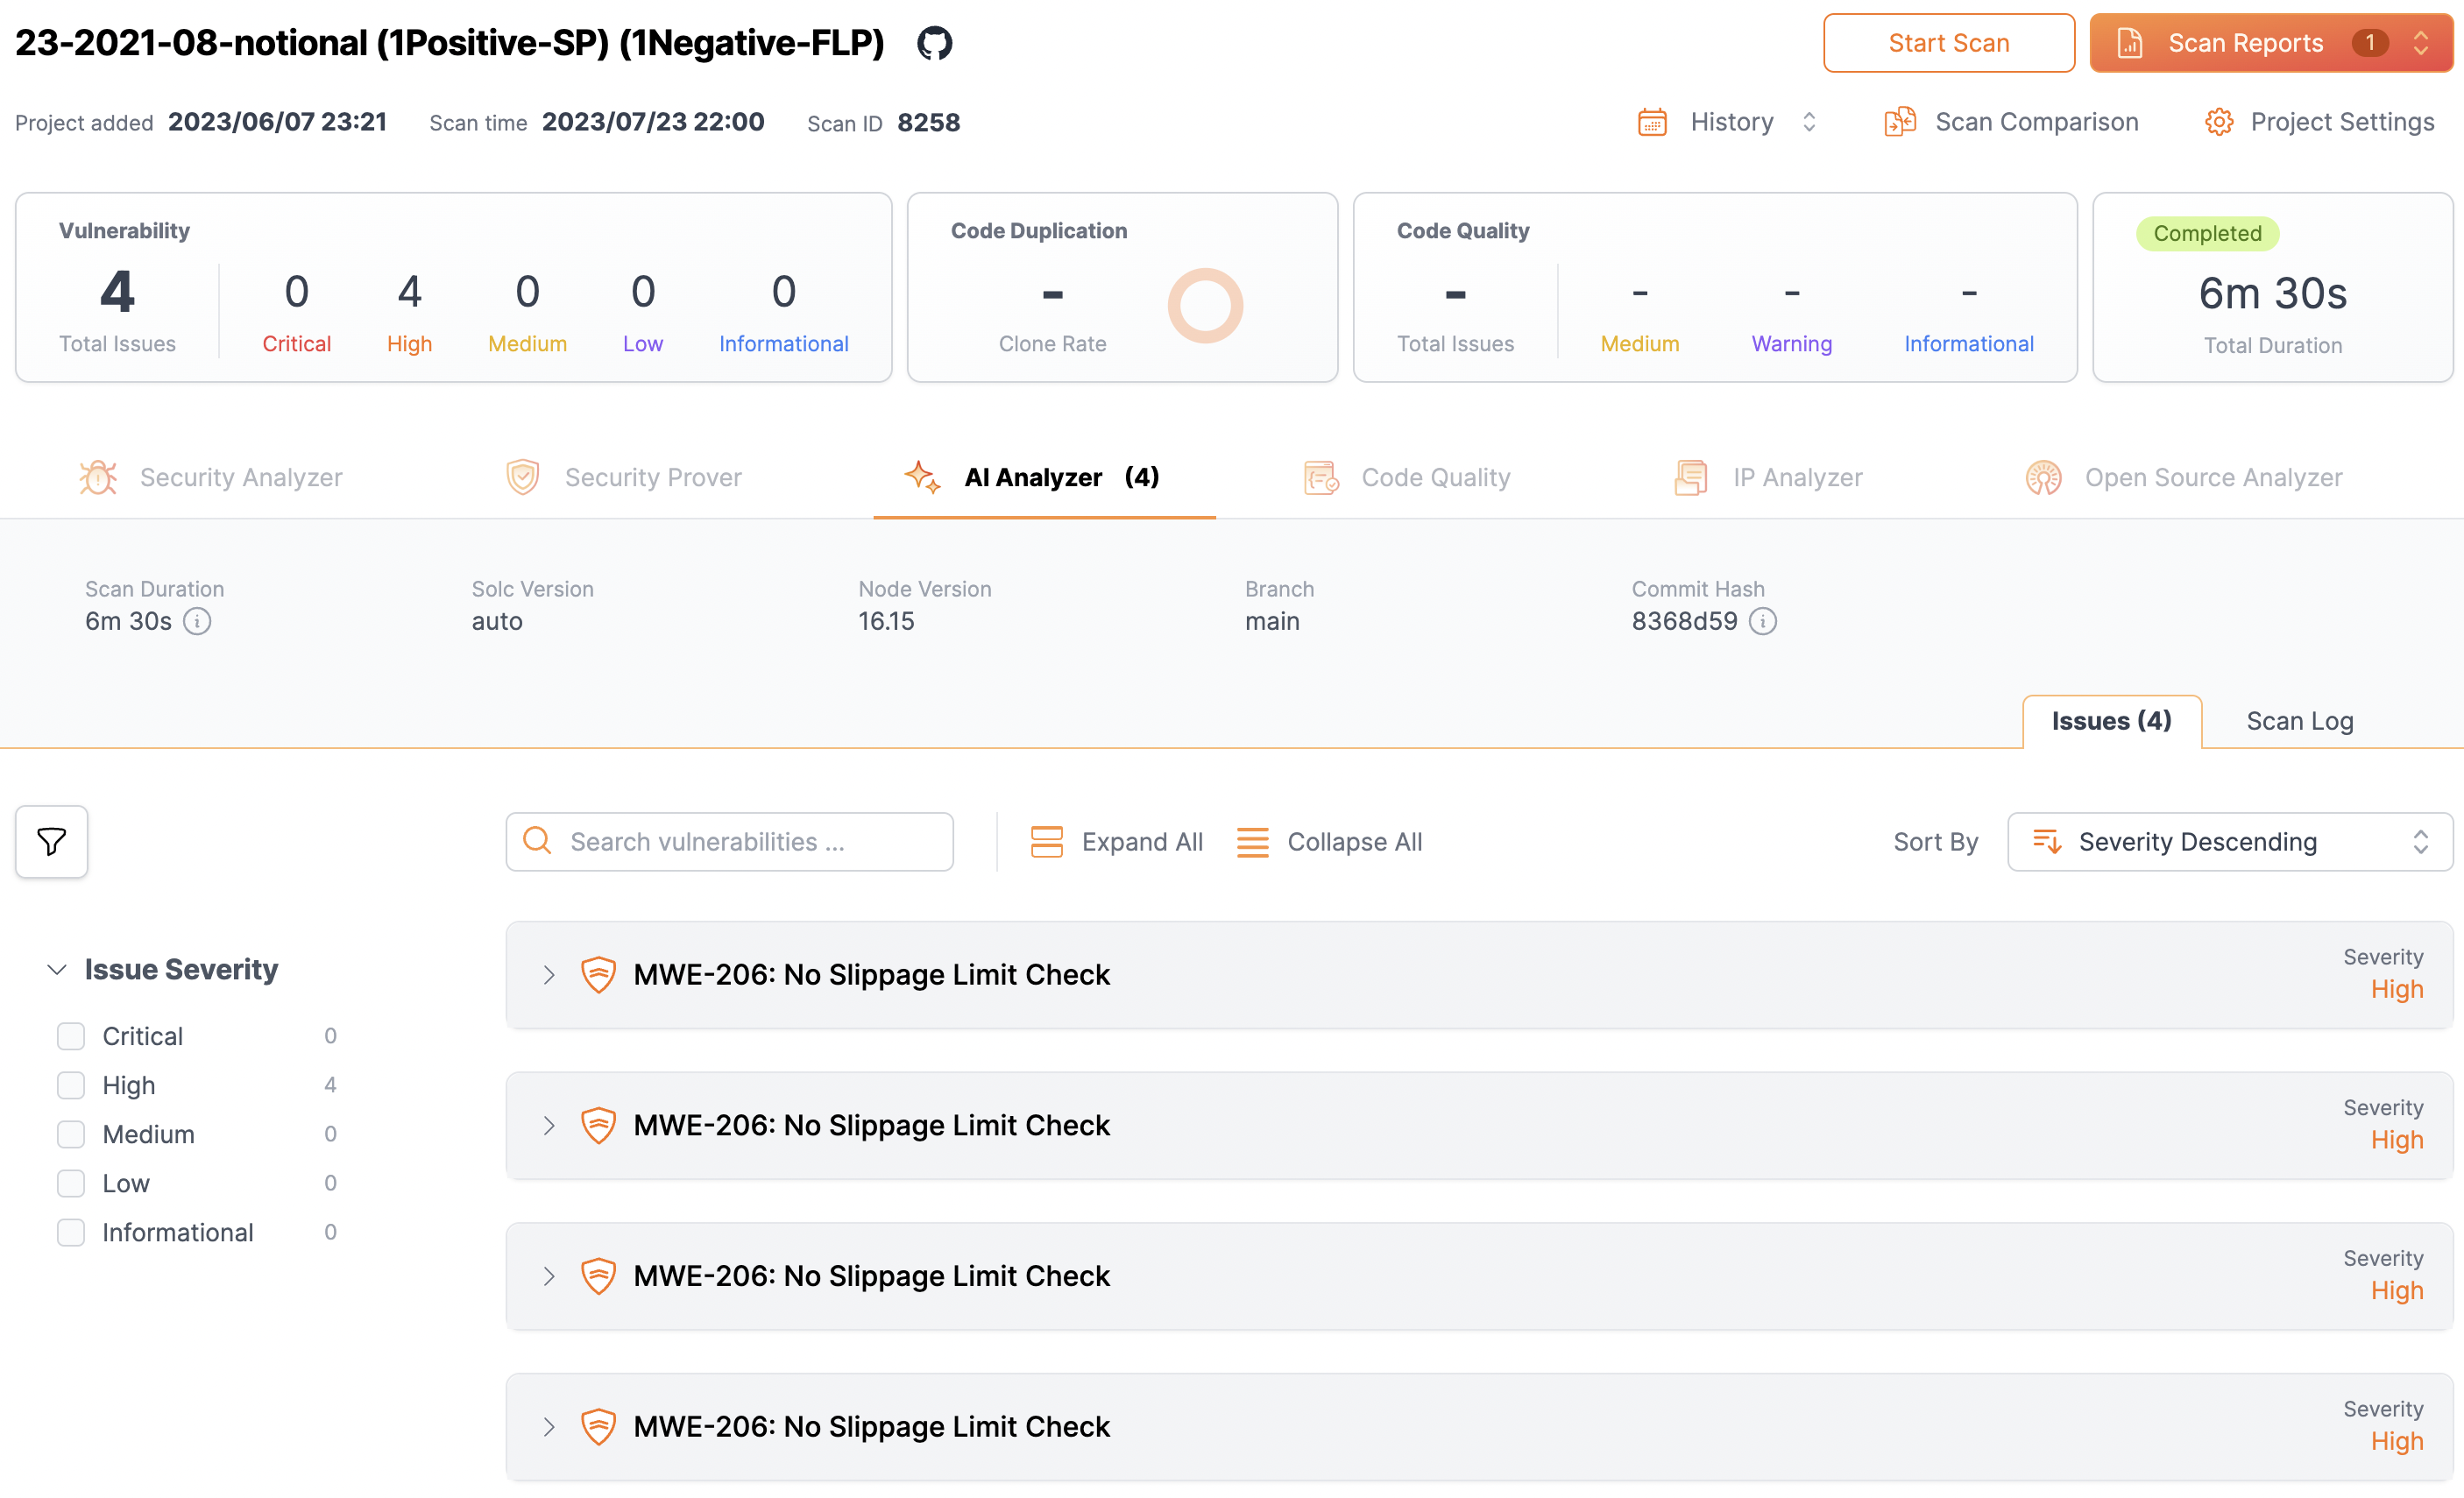 23-2021-08-notional (1Positive-SP) (1Negative-FLP)
Start Scan
Scan Reports 1
Project added 2023/06/07 23:21 Scan time 2023/07/23 22:00 Scan ID 8258
History Scan Comparison Project Settings
Vulnerability
4 0 4 0 0 0
Total Issues Critical High Medium Low Informational
Code Duplication
-
Clone Rate
Code Quality
- - - -
Total Issues Medium Warning Informational
Completed
6m 30s
Total Duration
Security Analyzer Security Prover AI Analyzer (4) Code Quality IP Analyzer Open Source Analyzer
Scan Duration Solc Version Node Version Branch Commit Hash
6m 30s auto 16.15 main 8368d59
Issues (4) Scan Log
Search vulnerabilities ... Expand All Collapse All Sort By Severity Descending
Issue Severity
Critical 0
High 4
Medium 0
Low 0
Informational 0
MWE-206: No Slippage Limit Check
Severity
High
MWE-206: No Slippage Limit Check
Severity
High
MWE-206: No Slippage Limit Check
Severity
High
MWE-206: No Slippage Limit Check
Severity
High